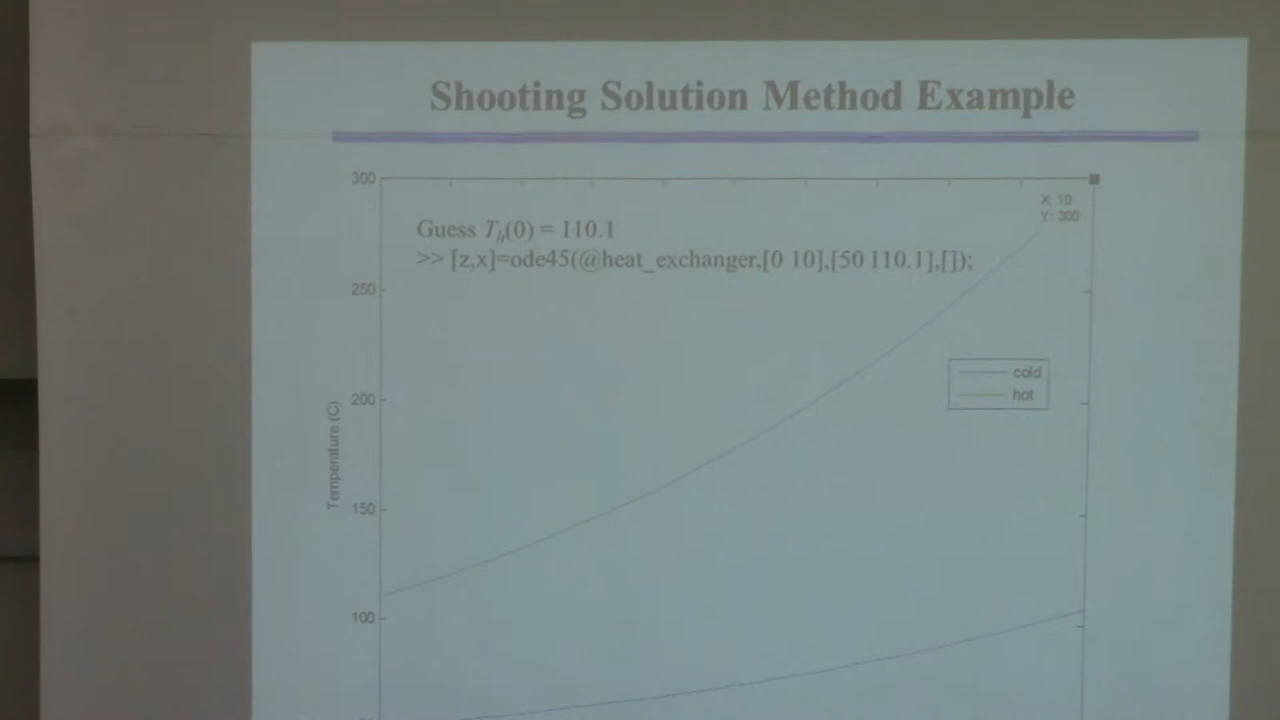 Shooting Solution Method Example
300
X: 10
Y: 300
Guess Th(0) = 110.1
>> [z,x]=ode45(@heat_exchanger,[0 10],[50 110.1],[]);
250
cold
200
hot
Temperature (C)
150
100